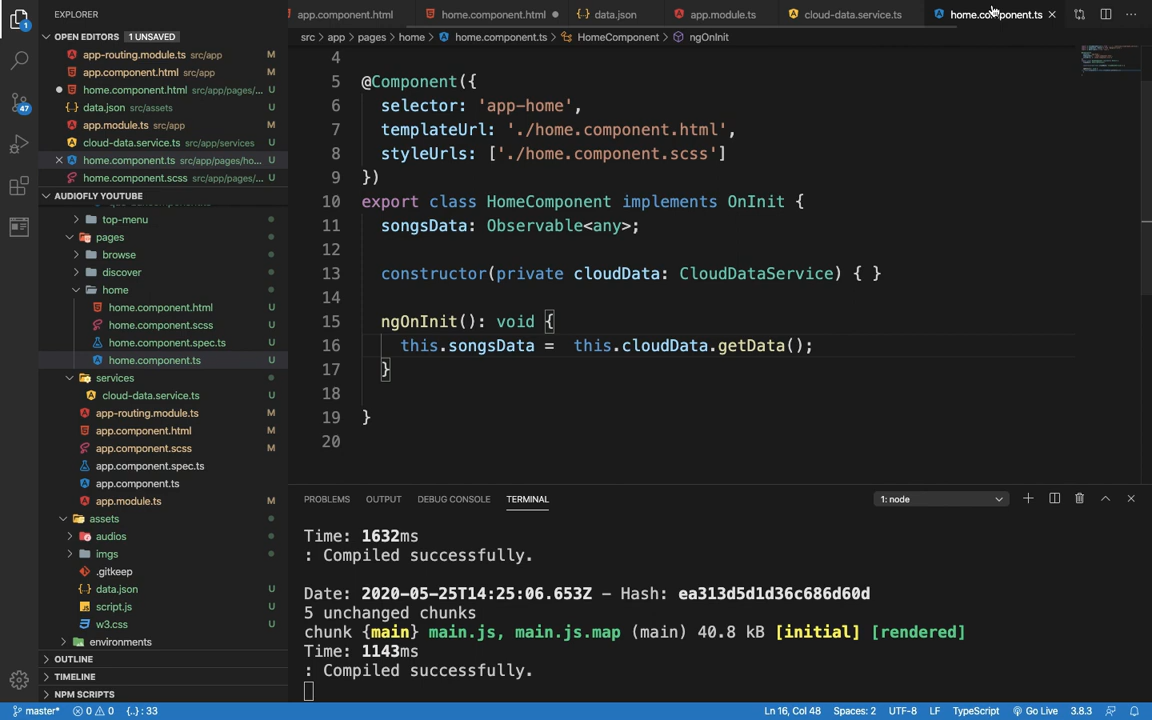 EXPLORER
OPEN EDITORS 1 UNSAVED
app-routing.module.ts src/app M
app.component.html src/app M
home.component.html src/app/pages/... U
data.json src/assets U
app.module.ts src/app M
cloud-data.service.ts src/app/services U
home.component.ts src/app/pages/ho... U
home.component.scss src/app/pages/... U
AUDIOFLY YOUTUBE
top-menu
pages
browse
discover
home
home.component.html U
home.component.scss U
home.component.spec.ts U
home.component.ts U
services
cloud-data.service.ts U
app-routing.module.ts M
app.component.html M
app.component.scss M
app.component.spec.ts U
app.component.ts U
app.module.ts M
assets
audios
imgs
.gitkeep
data.json U
script.js U
w3.css U
environments
OUTLINE
TIMELINE
NPM SCRIPTS
1
47
app.component.html home.component.html data.json app.module.ts cloud-data.service.ts home.component.ts
src > app > pages > home > home.component.ts > HomeComponent > ngOnInit
4
5 @Component({
6 selector: 'app-home',
7 templateUrl: './home.component.html',
8 styleUrls: ['./home.component.scss']
9 })
10 export class HomeComponent implements OnInit {
11 songsData: Observable<any>;
12
13 constructor(private cloudData: CloudDataService) { }
14
15 ngOnInit(): void {
16 this.songsData =  this.cloudData.getData();
17 }
18
19 }
20
PROBLEMS OUTPUT DEBUG CONSOLE TERMINAL 1: node
Time: 1632ms
: Compiled successfully.
Date: 2020-05-25T14:25:06.653Z - Hash: ea313d5d1d36c686d60d
5 unchanged chunks
chunk {main} main.js, main.js.map (main) 40.8 kB [initial] [rendered]
Time: 1143ms
: Compiled successfully.
master* 0 0 {..} : 33 Ln 16, Col 48 Spaces: 2 UTF-8 LF TypeScript Go Live 3.8.3